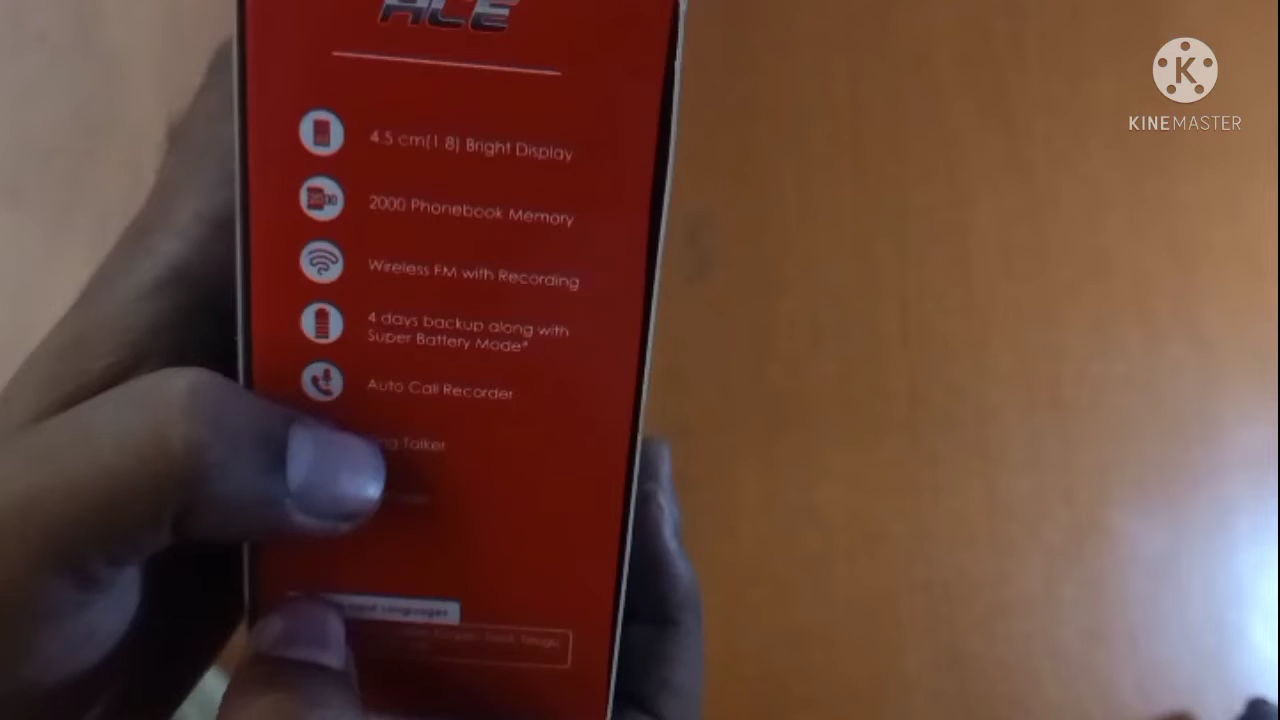 ACE
4.5 cm(1.8) Bright Display
2000 Phonebook Memory
Wireless FM with Recording
4 days backup along with
Super Battery Mode*
Auto Call Recorder
Talker
Languages
K
KINEMASTER